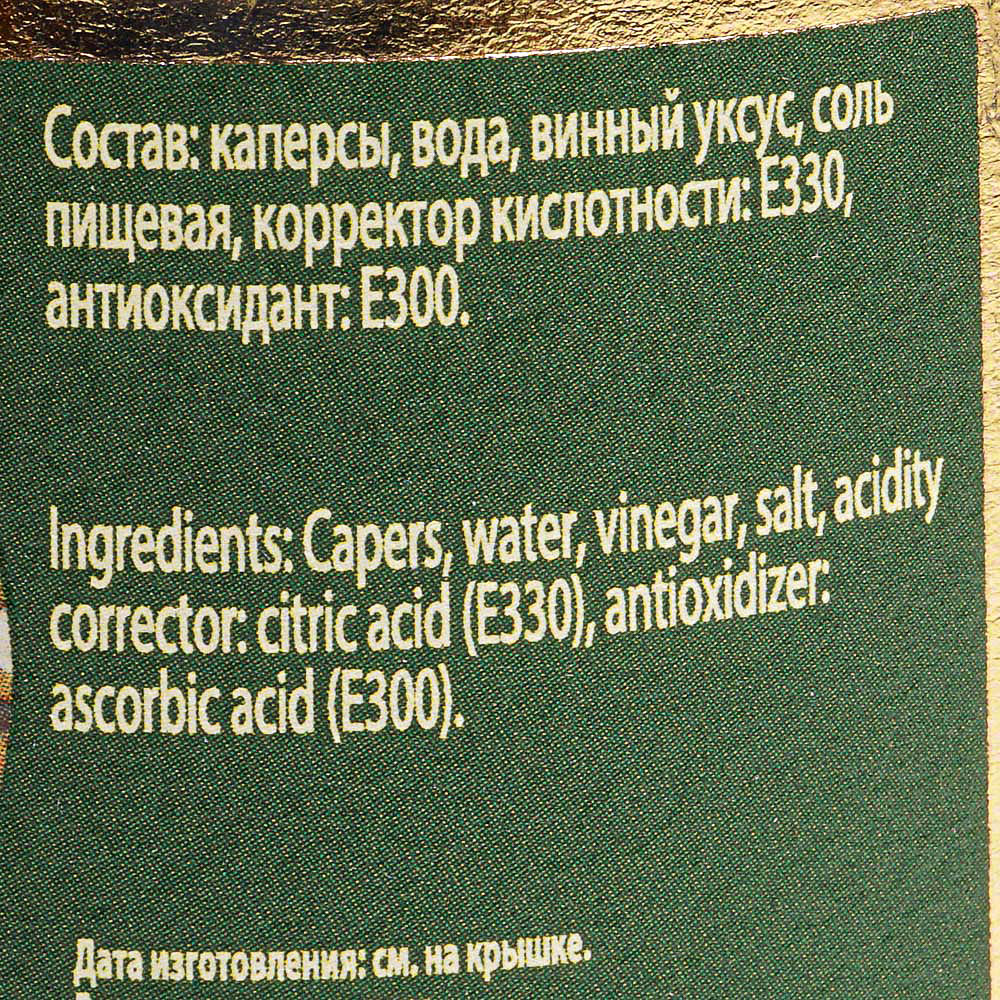 Состав: каперсы, вода, винный уксус, соль
пищевая, корректор кислотности: Е330,
антиоксидант: Е300.
Ingredients: Capers, water, vinegar, salt, acidity
corrector: citric acid (E330), antioxidizer:
ascorbic acid (E300).
Дата изготовления: см. на крышке.